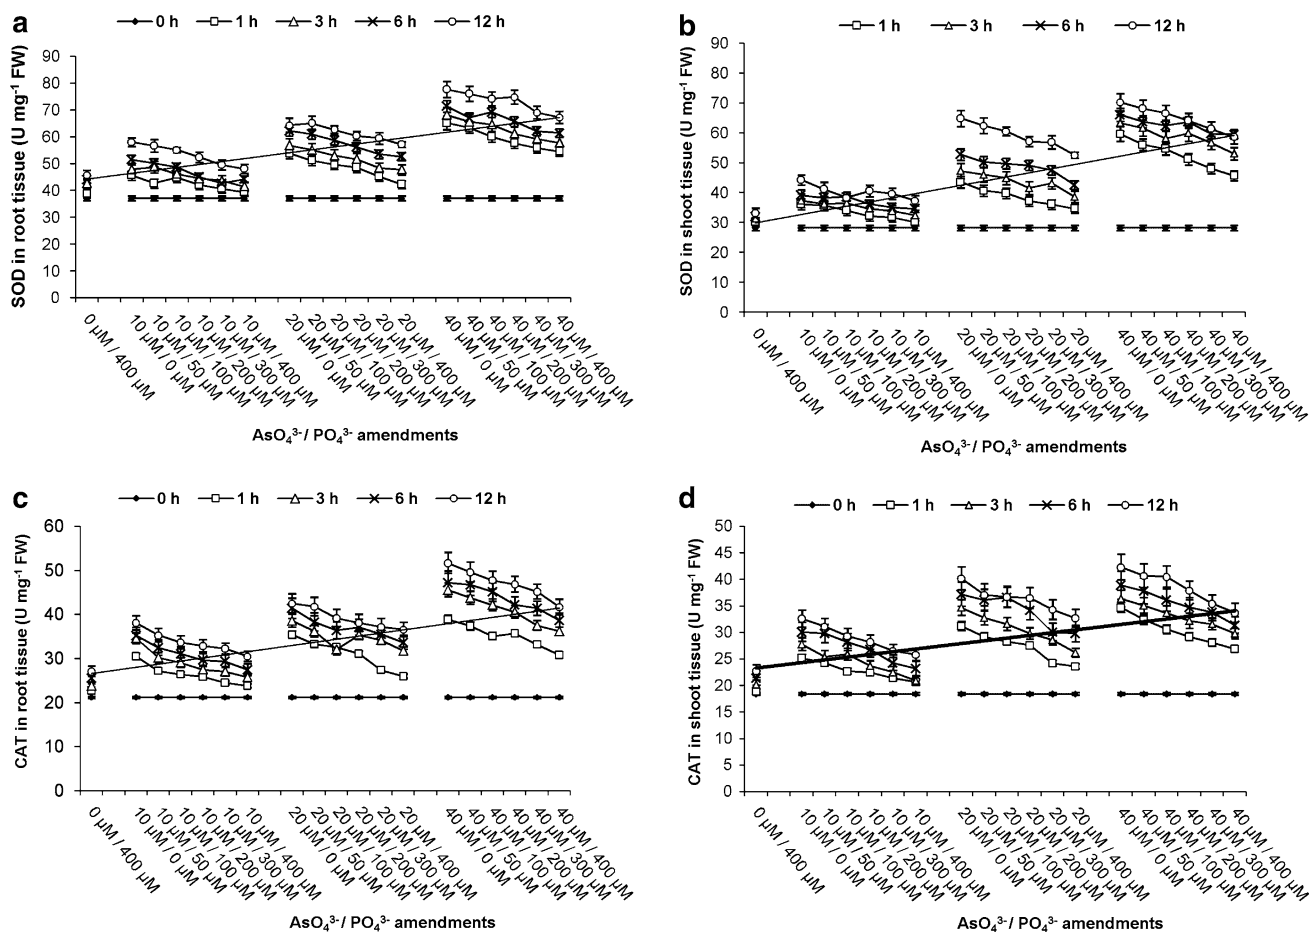 a
0 h 1 h 3 h 6 h 12 h
SOD in root tissue (U mg-1 FW)
90
80
70
60
50
40
30
20
10
0
0 µM / 400 µM
10 µM / 0 µM
10 µM / 50 µM
10 µM / 100 µM
10 µM / 200 µM
10 µM / 300 µM
10 µM / 400 µM
20 µM / 0 µM
20 µM / 50 µM
20 µM / 100 µM
20 µM / 200 µM
20 µM / 300 µM
20 µM / 400 µM
40 µM / 0 µM
40 µM / 50 µM
40 µM / 100 µM
40 µM / 200 µM
40 µM / 300 µM
40 µM / 400 µM
AsO43-/ PO43- amendments
b
1 h 3 h 6 h 12 h
SOD in shoot tissue (U mg-1 FW)
90
80
70
60
50
40
30
20
10
0
0 µM / 400 µM
10 µM / 0 µM
10 µM / 50 µM
10 µM / 100 µM
10 µM / 200 µM
10 µM / 300 µM
10 µM / 400 µM
20 µM / 0 µM
20 µM / 50 µM
20 µM / 100 µM
20 µM / 200 µM
20 µM / 300 µM
20 µM / 400 µM
40 µM / 0 µM
40 µM / 50 µM
40 µM / 100 µM
40 µM / 200 µM
40 µM / 300 µM
40 µM / 400 µM
AsO43-/ PO43- amendments
c
0 h 1 h 3 h 6 h 12 h
CAT in root tissue (U mg-1 FW)
60
50
40
30
20
10
0
0 µM / 400 µM
10 µM / 0 µM
10 µM / 50 µM
10 µM / 100 µM
10 µM / 200 µM
10 µM / 300 µM
10 µM / 400 µM
20 µM / 0 µM
20 µM / 50 µM
20 µM / 100 µM
20 µM / 200 µM
20 µM / 300 µM
20 µM / 400 µM
40 µM / 0 µM
40 µM / 50 µM
40 µM / 100 µM
40 µM / 200 µM
40 µM / 300 µM
40 µM / 400 µM
AsO43-/ PO43- amendments
d
0 h 1 h 3 h 6 h 12 h
CAT in shoot tissue (U mg-1 FW)
50
45
40
35
30
25
20
15
10
5
0
0 µM / 400 µM
10 µM / 0 µM
10 µM / 50 µM
10 µM / 100 µM
10 µM / 200 µM
10 µM / 300 µM
10 µM / 400 µM
20 µM / 0 µM
20 µM / 50 µM
20 µM / 100 µM
20 µM / 200 µM
20 µM / 300 µM
20 µM / 400 µM
40 µM / 0 µM
40 µM / 50 µM
40 µM / 100 µM
40 µM / 200 µM
40 µM / 300 µM
40 µM / 400 µM
AsO43-/ PO43- amendments